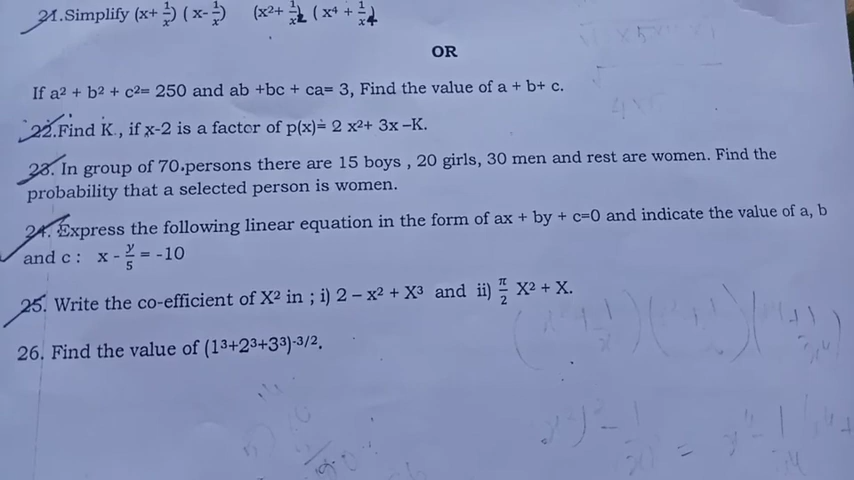 21.Simplify (x+ 1/x) ( x- 1/x) (x²+ 1/x2) ( x⁴ + 1/x4)
OR
If a² + b² + c²= 250 and ab +bc + ca= 3, Find the value of a + b+ c.
22.Find K., if x-2 is a factor of p(x)= 2 x²+ 3x –K.
23. In group of 70 persons there are 15 boys , 20 girls, 30 men and rest are women. Find the
probability that a selected person is women.
24. Express the following linear equation in the form of ax + by + c=0 and indicate the value of a, b
and c : x - y/5 = -10
25. Write the co-efficient of X² in ; i) 2 – x² + X³ and ii) π/2 X² + X.
26. Find the value of (1³+2³+3³)⁻³ᐟ².